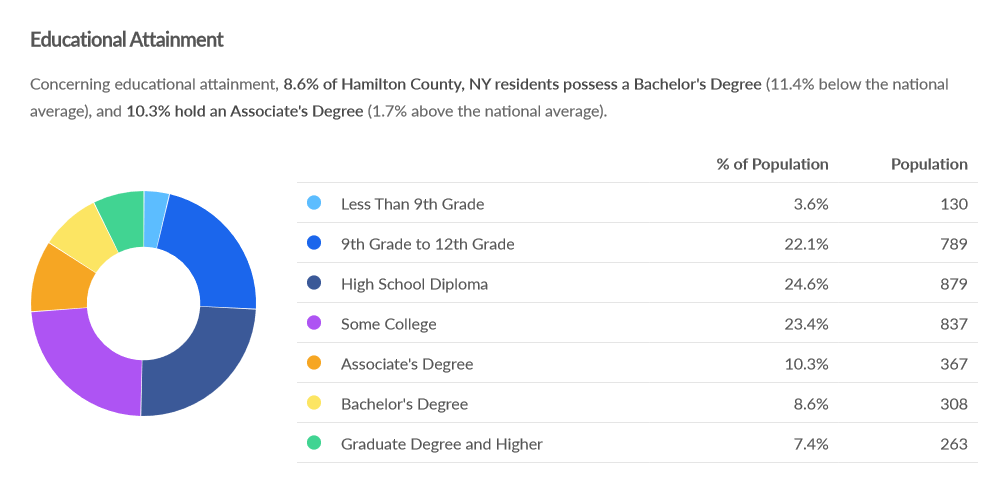 Educational Attainment
Concerning educational attainment, 8.6% of Hamilton County, NY residents possess a Bachelor's Degree (11.4% below the national
average), and 10.3% hold an Associate's Degree (1.7% above the national average).
% of Population Population
Less Than 9th Grade 3.6% 130
9th Grade to 12th Grade 22.1% 789
High School Diploma 24.6% 879
Some College 23.4% 837
Associate's Degree 10.3% 367
Bachelor's Degree 8.6% 308
Graduate Degree and Higher 7.4% 263